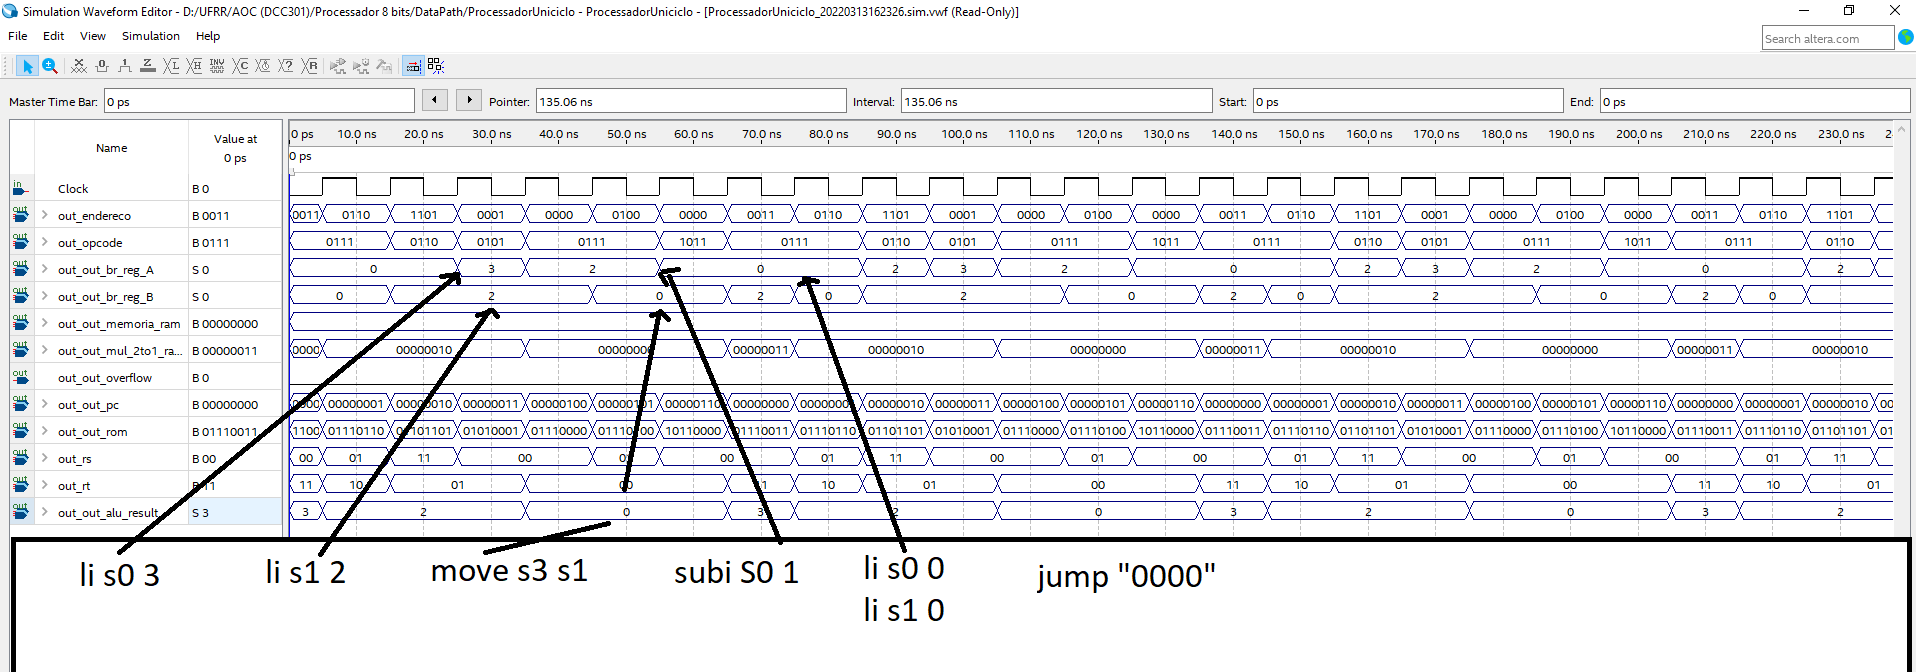 Simulation Waveform Editor - D:/UFRR/AOC (DCC301)/Processador 8 bits/DataPath/ProcessadorUniciclo - ProcessadorUniciclo - [ProcessadorUniciclo_20220313162326.sim.vwf (Read-Only)]
File Edit View Simulation Help
Search altera.com
Master Time Bar: 0 ps Pointer: 135.06 ns Interval: 135.06 ns Start: 0 ps End: 0 ps
Name Value at 0 ps
0 ps 10.0 ns 20.0 ns 30.0 ns 40.0 ns 50.0 ns 60.0 ns 70.0 ns 80.0 ns 90.0 ns 100.0 ns 110.0 ns 120.0 ns 130.0 ns 140.0 ns 150.0 ns 160.0 ns 170.0 ns 180.0 ns 190.0 ns 200.0 ns 210.0 ns 220.0 ns 230.0 ns
0 ps
in Clock B 0
out out_endereco B 0011 0011 0110 1101 0001 0000 0100 0000 0011 0110 1101 0001 0000 0100 0000 0011 0110 1101 0001 0000 0100 0000 0011 0110 1101
out out_opcode B 0111 0111 0110 0101 0111 1011 0111 0110 0101 0111 1011 0111 0110 0101 0111 1011 0111 0110
out out_out_br_reg_A S 0 0 3 2 0 2 3 2 0 2 3 2 0 2
out out_out_br_reg_B S 0 0 2 0 2 0 2 0 2 0 2 0 2 0
out out_out_memoria_ram B 00000000
out out_out_mul_2to1_ra... B 00000011 0000 00000010 00000011 00000010 00000000 00000011 00000010 00000000 00000011 00000010
out out_out_overflow B 0
out out_out_pc B 00000000 00000001 00000010 00000011 00000100 00000101 00000110 00000010 00000011 00000100 00000101 00000110 00000000 00000001 00000010 00000011 00000100 00000101 00000110 00000000 00000001 00000010 00
out out_rom B 01110011 1100 01110110 01010001 01110000 10110000 01110011 01110110 01101101 01010001 01110000 01110100 10110000 01110011 01110110 01101101 01010001 01110000 01110100 10110000 01110011 01110110 01101101 01
out out_rs B 00 00 01 11 00 00 01 11 00 01 00 01 11 00 01 00 01 11
out out_rt 11 10 01 00 10 01 00 11 10 01 00 11 10 01
out out_out_alu_result S 3 3 2 0 3 2 0 3 2 0 3 2
li s0 3
li s1 2
move s3 s1
subi S0 1
li s0 0
li s1 0
jump "0000"